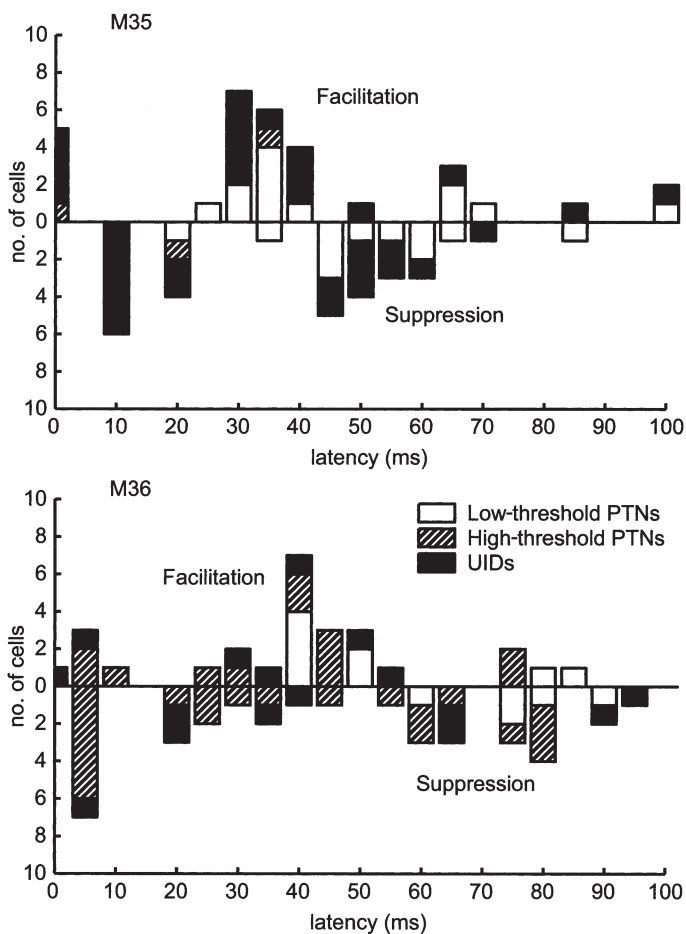 M35
10
8
6
4
2
0
2
4
6
8
10
no. of cells
Facilitation
Suppression
0 10 20 30 40 50 60 70 80 90 100
latency (ms)
M36
10
8
6
4
2
0
2
4
6
8
10
no. of cells
Low-threshold PTNs
High-threshold PTNs
UIDs
Facilitation
Suppression
0 10 20 30 40 50 60 70 80 90 100
latency (ms)